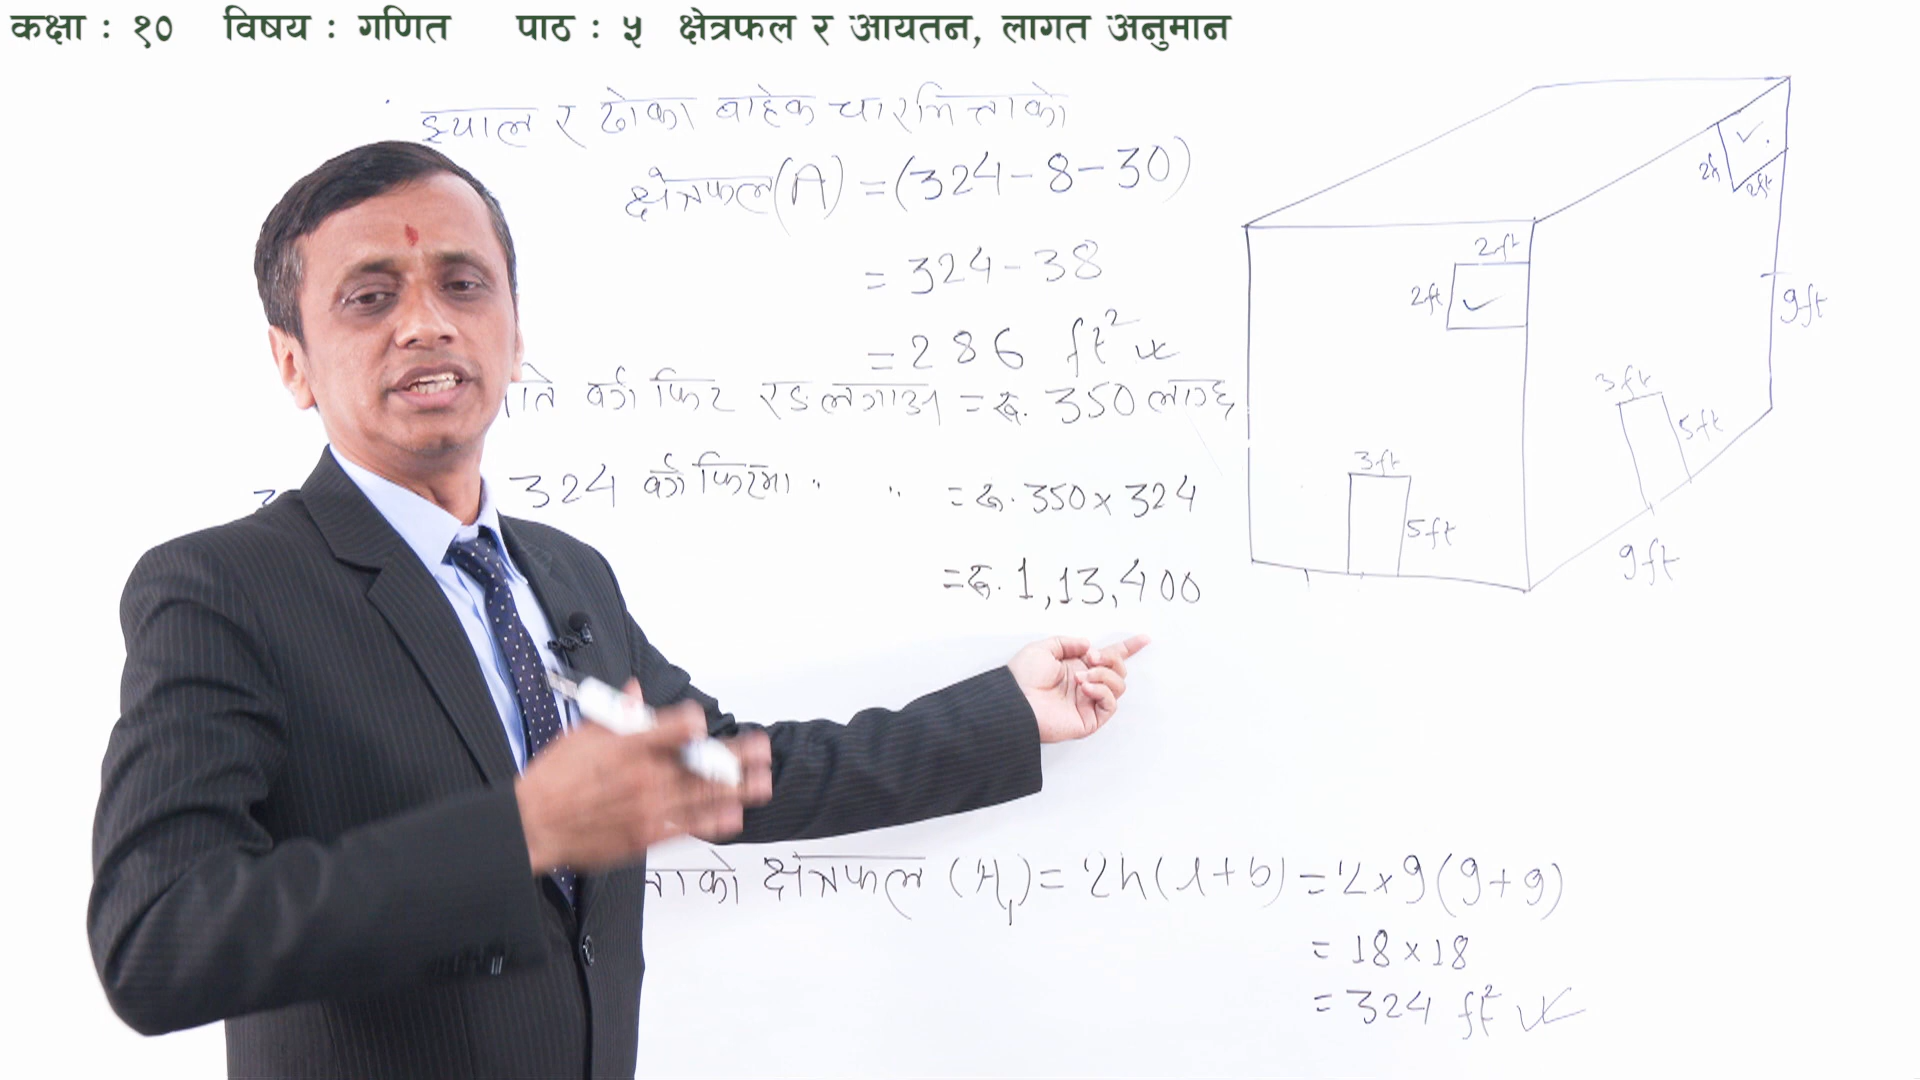 कक्षा : १० विषय : गणित पाठ : ५ क्षेत्रफल र आयतन, लागत अनुमान
झ्याल र ढोका बाहेक चारभित्ताको
क्षेत्रफल(A) = (324-8-30)
= 324-38
= 286 ft²
वर्ग फिट रङ लगाउन = रु. 350 लाग्छ
324 वर्ग फिटमा " " = रु. 350 x 324
= रु. 1,13,400
क्षेत्रफल (A₁) = 2h(l+b) = 2x9(9+9)
= 18 x 18
= 324 ft²
2ft
2ft
2ft
2ft
9ft
3ft
5ft
3ft
5ft
9ft